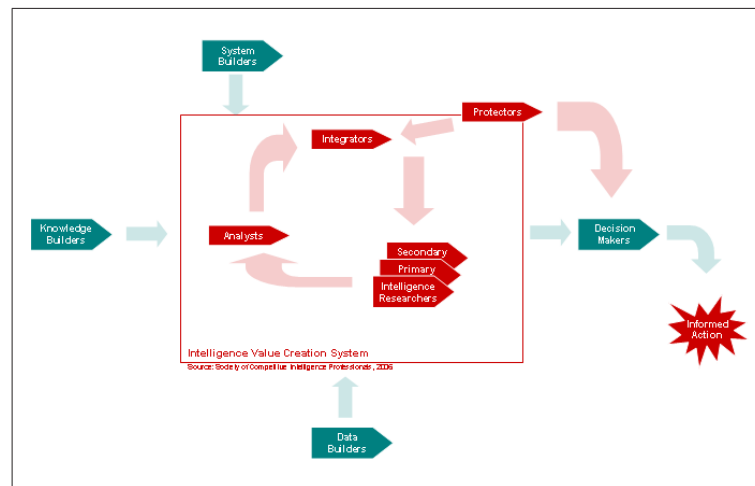 System
Builders
Protectors
Integrators
Knowledge
Builders
Analysts
Decision
Makers
Secondary
Primary
Intelligence
Researchers
Informed
Action
Intelligence Value Creation System
Source: Society of Competitive Intelligence Professionals, 2006
Data
Builders